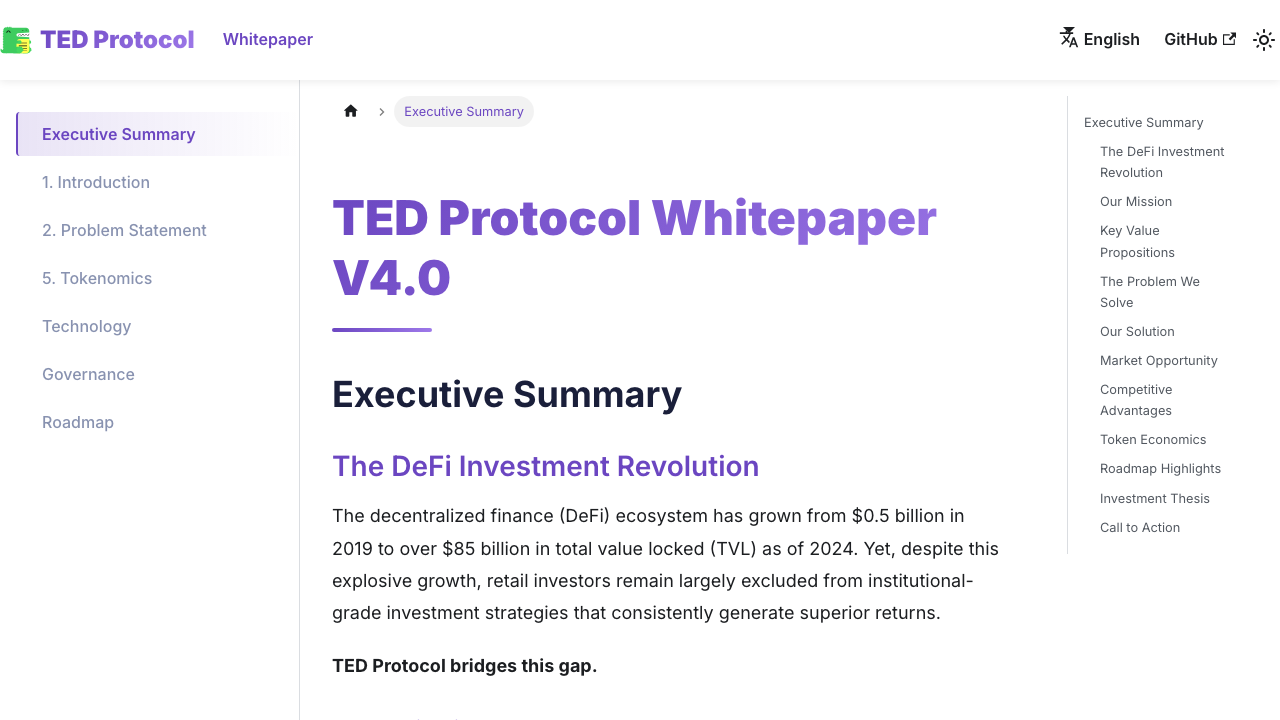 TED Protocol
Whitepaper
English
GitHub
Executive Summary
1. Introduction
2. Problem Statement
5. Tokenomics
Technology
Governance
Roadmap
Executive Summary
TED Protocol Whitepaper
V4.0
Executive Summary
The DeFi Investment Revolution
The decentralized finance (DeFi) ecosystem has grown from $0.5 billion in
2019 to over $85 billion in total value locked (TVL) as of 2024. Yet, despite this
explosive growth, retail investors remain largely excluded from institutional-
grade investment strategies that consistently generate superior returns.
TED Protocol bridges this gap.
Executive Summary
The DeFi Investment
Revolution
Our Mission
Key Value
Propositions
The Problem We
Solve
Our Solution
Market Opportunity
Competitive
Advantages
Token Economics
Roadmap Highlights
Investment Thesis
Call to Action